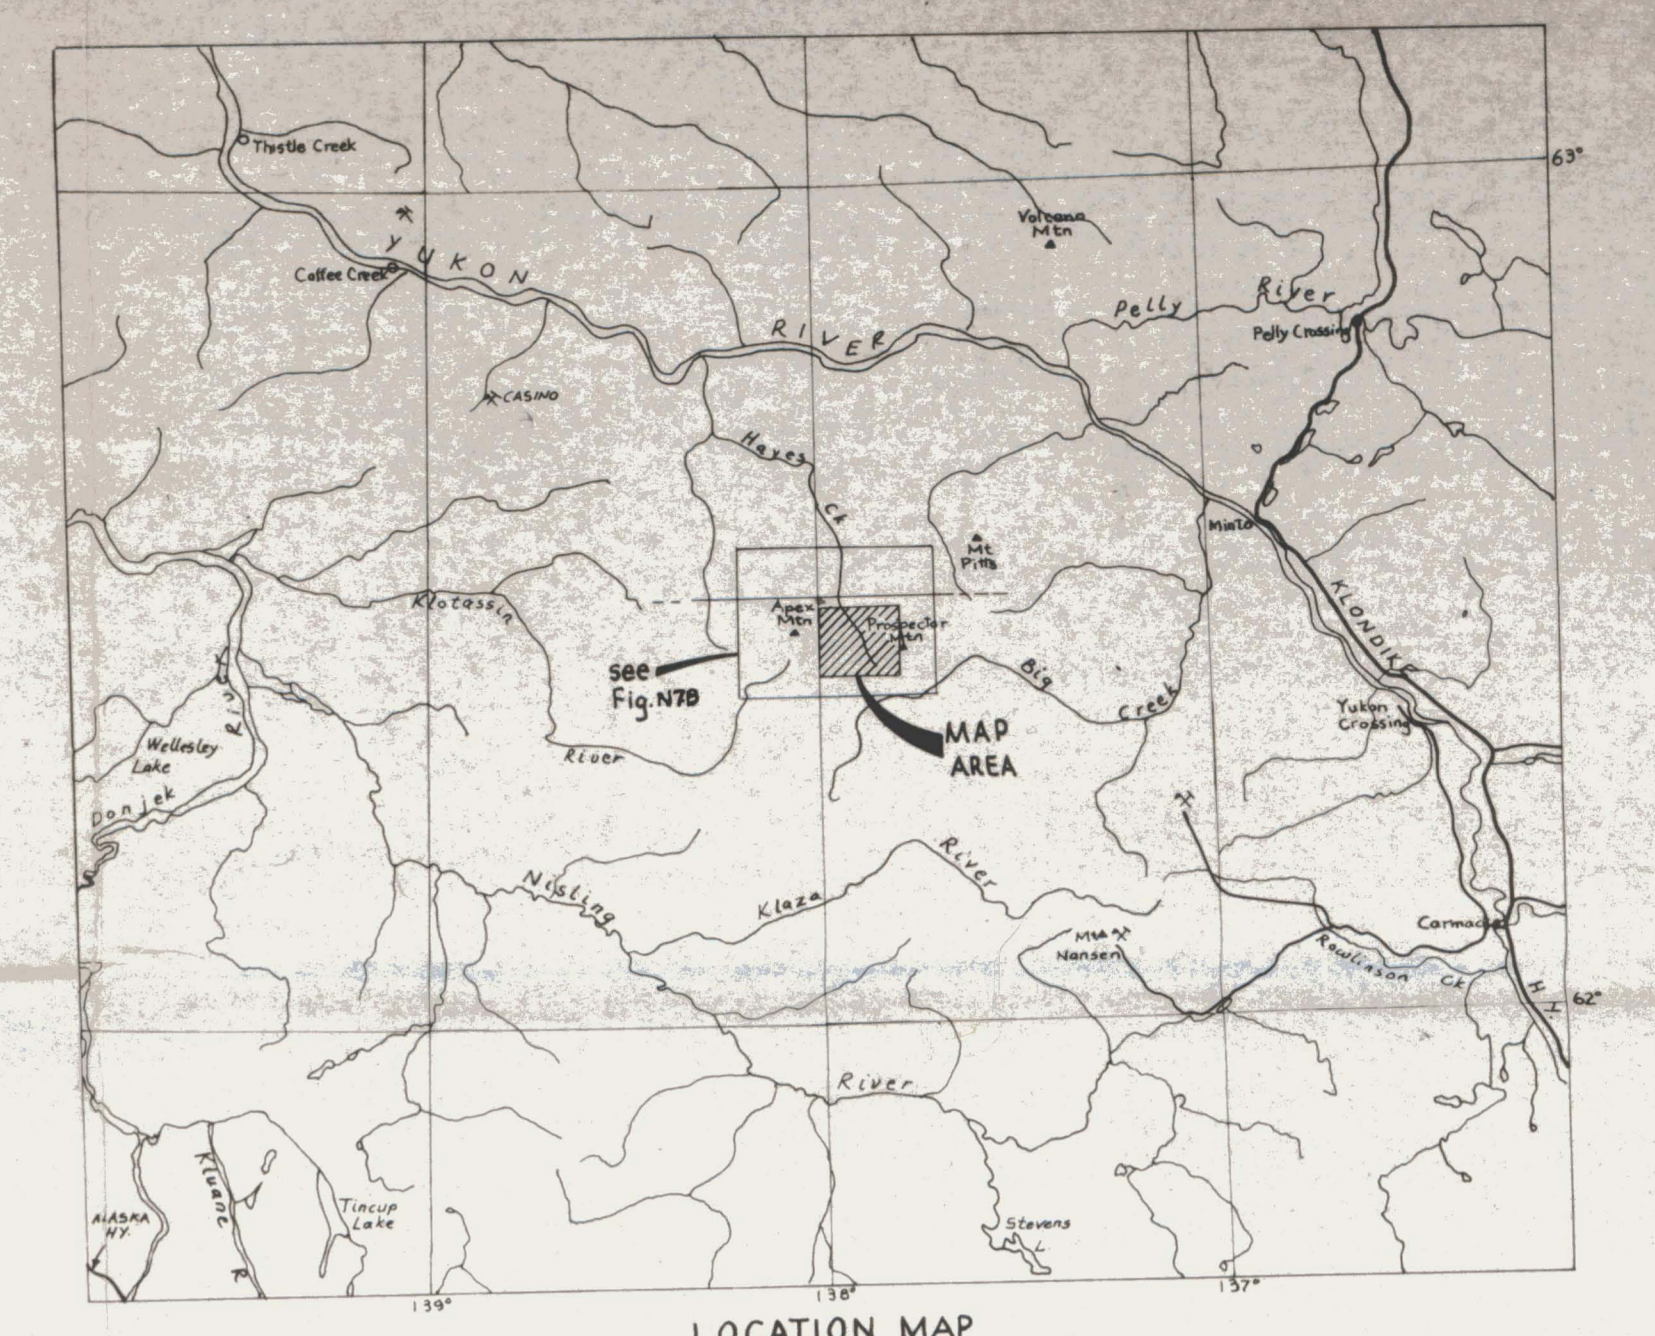 63°
Thistle Creek
Volcano
Mtn
YUKON
Coffee Creek
Pelly River
RIVER
Pelly Crossing
CASINO
Hayes
Ck
Minto
Mt
Pitts
Klotassin
Apex
Mtn
Prospector
Mtn
KLONDIKE
see
Fig. N7B
Big
Creek
River
Yukon
Crossing
MAP
AREA
River
Wellesley
Lake
Donjek
River
Nisling
Klaza
Carmacks
Mt
Nansen
Rowlinson Ck
H.
62°
River
Kluane
R
Tincup
Lake
ALASKA
HY.
Stevens
L
139°
138°
137°
LOCATION MAP